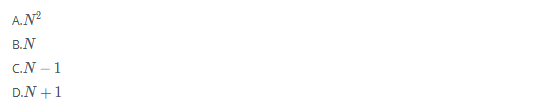 A.N²
B.N
C.N − 1
D.N + 1